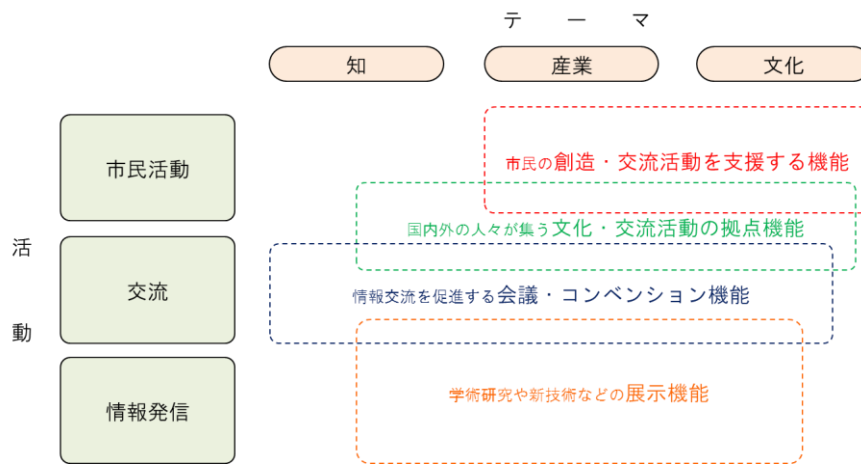 テーマ
知
産業
文化
市民活動
市民の創造・交流活動を支援する機能
国内外の人々が集う文化・交流活動の拠点機能
活動
交流
情報交流を促進する会議・コンベンション機能
情報発信
学術研究や新技術などの展示機能